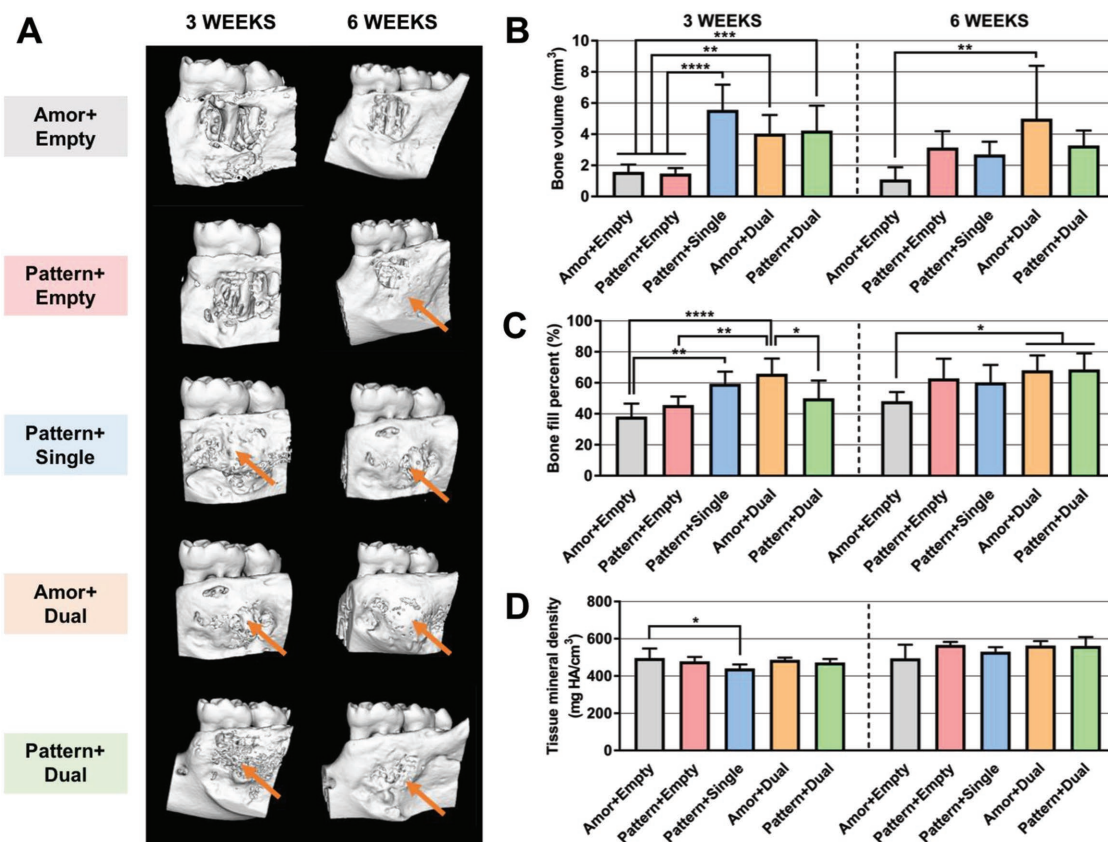 A
3 WEEKS
6 WEEKS
Amor+
Empty
Pattern+
Empty
Pattern+
Single
Amor+
Dual
Pattern+
Dual
B
3 WEEKS
6 WEEKS
Bone volume (mm³)
10
8
6
4
2
0
***
**
****
**
Amor+Empty
Pattern+Empty
Pattern+Single
Amor+Dual
Pattern+Dual
Amor+Empty
Pattern+Empty
Pattern+Single
Amor+Dual
Pattern+Dual
C
Bone fill percent (%)
100
80
60
40
20
0
****
**
*
**
*
Amor+Empty
Pattern+Empty
Pattern+Single
Amor+Dual
Pattern+Dual
Amor+Empty
Pattern+Empty
Pattern+Single
Amor+Dual
Pattern+Dual
D
Tissue mineral density
(mg HA/cm³)
800
600
400
200
0
*
Amor+Empty
Pattern+Empty
Pattern+Single
Amor+Dual
Pattern+Dual
Amor+Empty
Pattern+Empty
Pattern+Single
Amor+Dual
Pattern+Dual